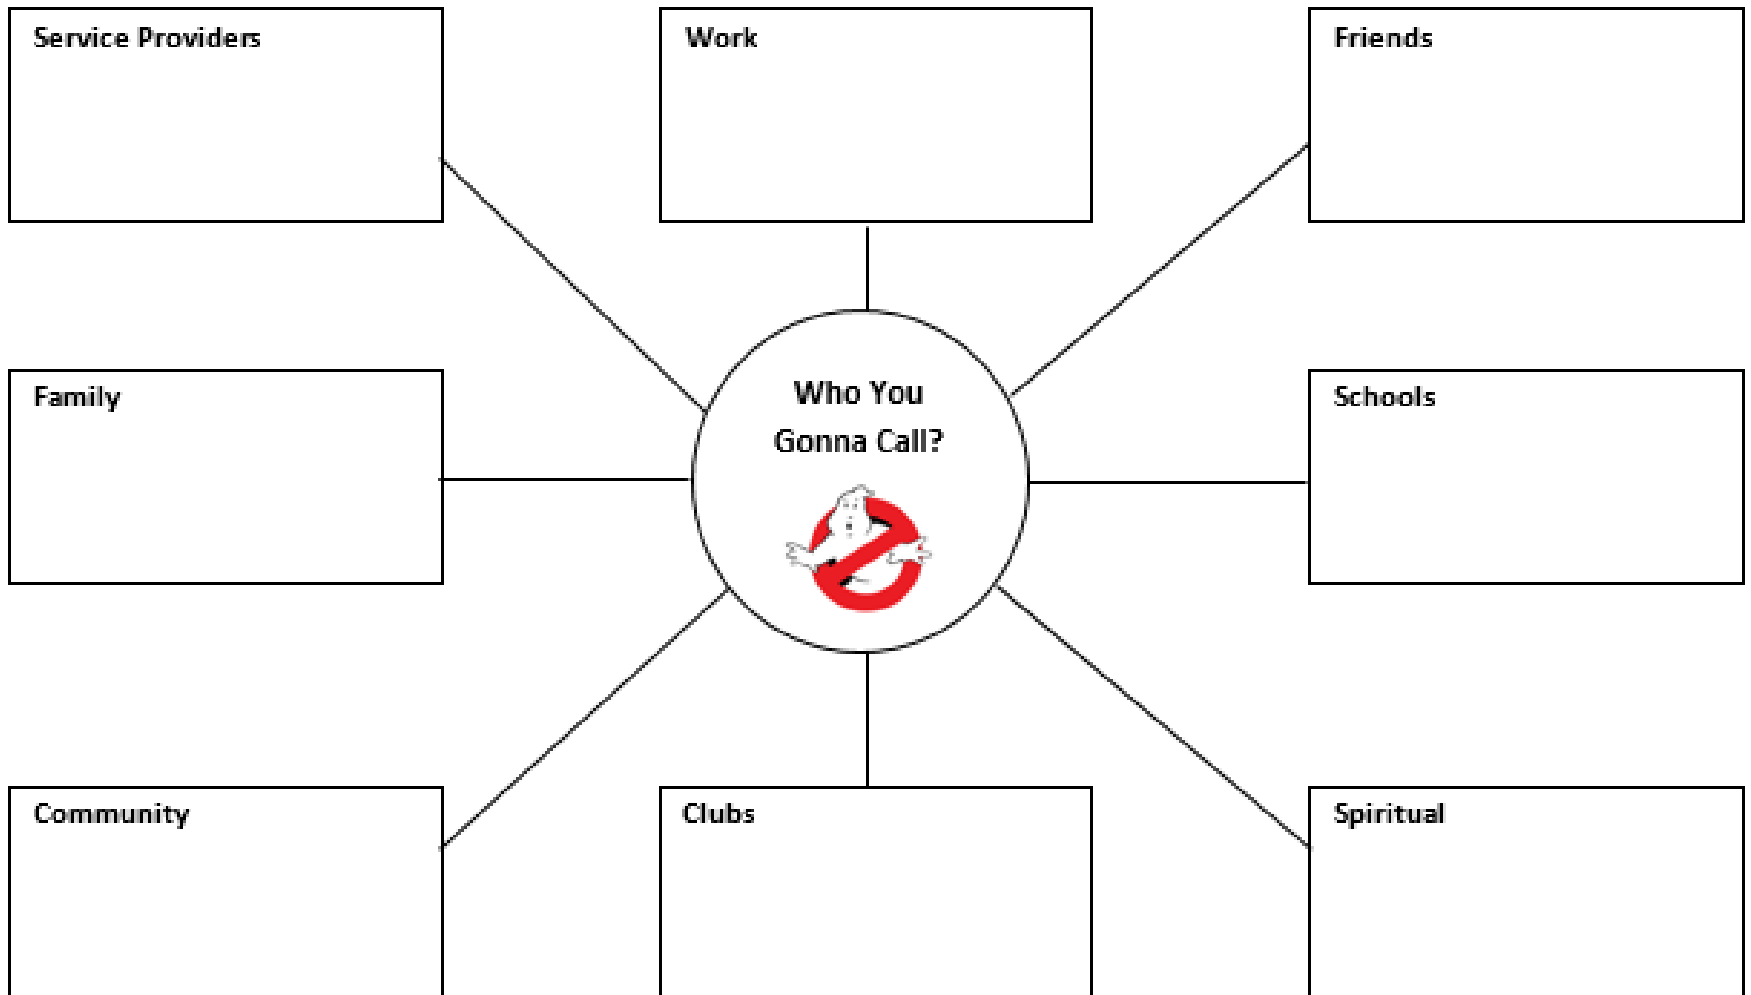 Service Providers
Work
Friends
Family
Who You
Gonna Call?
Schools
Community
Clubs
Spiritual